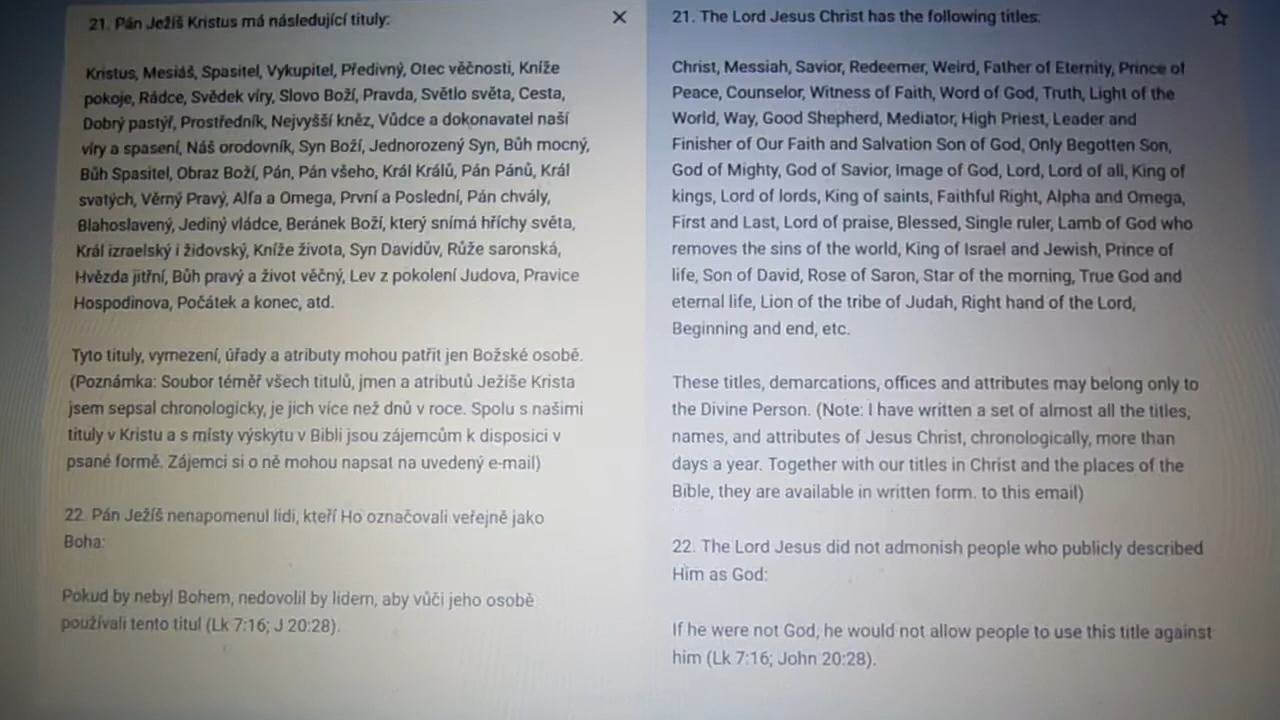 21. Pán Ježíš Kristus má následující tituly:
Kristus, Mesiáš, Spasitel, Vykupitel, Předivný, Otec věčnosti, Kníže
pokoje, Rádce, Svědek víry, Slovo Boží, Pravda, Světlo světa, Cesta,
Dobrý pastýř, Prostředník, Nejvyšší kněz, Vůdce a dokonavatel naší
víry a spasení, Náš orodovník, Syn Boží, Jednorozený Syn, Bůh mocný,
Bůh Spasitel, Obraz Boží, Pán, Pán všeho, Král Králů, Pán Pánů, Král
svatých, Věrný Pravý, Alfa a Omega, První a Poslední, Pán chvály,
Blahoslavený, Jediný vládce, Beránek Boží, který snímá hříchy světa,
Král izraelský i židovský, Kníže života, Syn Davidův, Růže saronská,
Hvězda jitřní, Bůh pravý a život věčný, Lev z pokolení Judova, Pravice
Hospodinova, Počátek a konec, atd.
Tyto tituly, vymezení, úřady a atributy mohou patřit jen Božské osobě.
(Poznámka: Soubor téměř všech titulů, jmen a atributů Ježíše Krista
jsem sepsal chronologicky, je jich více než dnů v roce. Spolu s našimi
tituly v Kristu a s místy výskytu v Bibli jsou zájemcům k disposici v
psané formě. Zájemci si o ně mohou napsat na uvedený e-mail)
22. Pán Ježíš nenapomenul lidi, kteří Ho označovali veřejně jako
Boha:
Pokud by nebyl Bohem, nedovolil by lidem, aby vůči jeho osobě
používali tento titul (Lk 7:16; J 20:28).
21. The Lord Jesus Christ has the following titles:
Christ, Messiah, Savior, Redeemer, Weird, Father of Eternity, Prince of
Peace, Counselor, Witness of Faith, Word of God, Truth, Light of the
World, Way, Good Shepherd, Mediator, High Priest, Leader and
Finisher of Our Faith and Salvation Son of God, Only Begotten Son,
God of Mighty, God of Savior, Image of God, Lord, Lord of all, King of
kings, Lord of lords, King of saints, Faithful Right, Alpha and Omega,
First and Last, Lord of praise, Blessed, Single ruler, Lamb of God who
removes the sins of the world, King of Israel and Jewish, Prince of
life, Son of David, Rose of Saron, Star of the morning, True God and
eternal life, Lion of the tribe of Judah, Right hand of the Lord,
Beginning and end, etc.
These titles, demarcations, offices and attributes may belong only to
the Divine Person. (Note: I have written a set of almost all the titles,
names, and attributes of Jesus Christ, chronologically, more than
days a year. Together with our titles in Christ and the places of the
Bible, they are available in written form. to this email)
22. The Lord Jesus did not admonish people who publicly described
Him as God:
If he were not God, he would not allow people to use this title against
him (Lk 7:16; John 20:28).